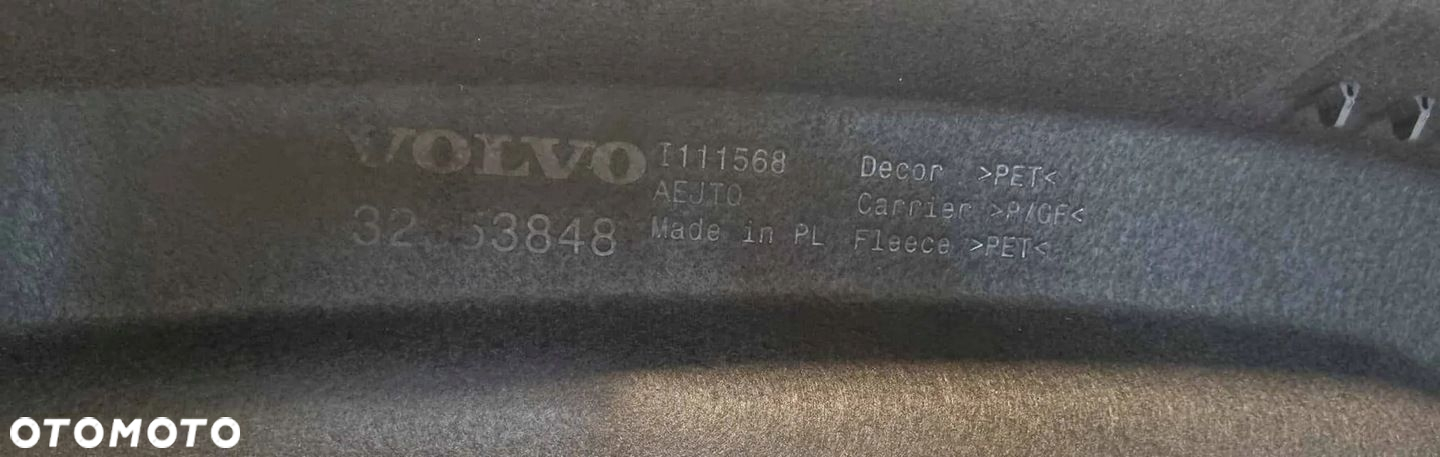 VOLVO
I111568
AEJTO
Made in PL
Decor >PET<
Carrier >P/GF<
Fleece >PET<
OTOMOTO